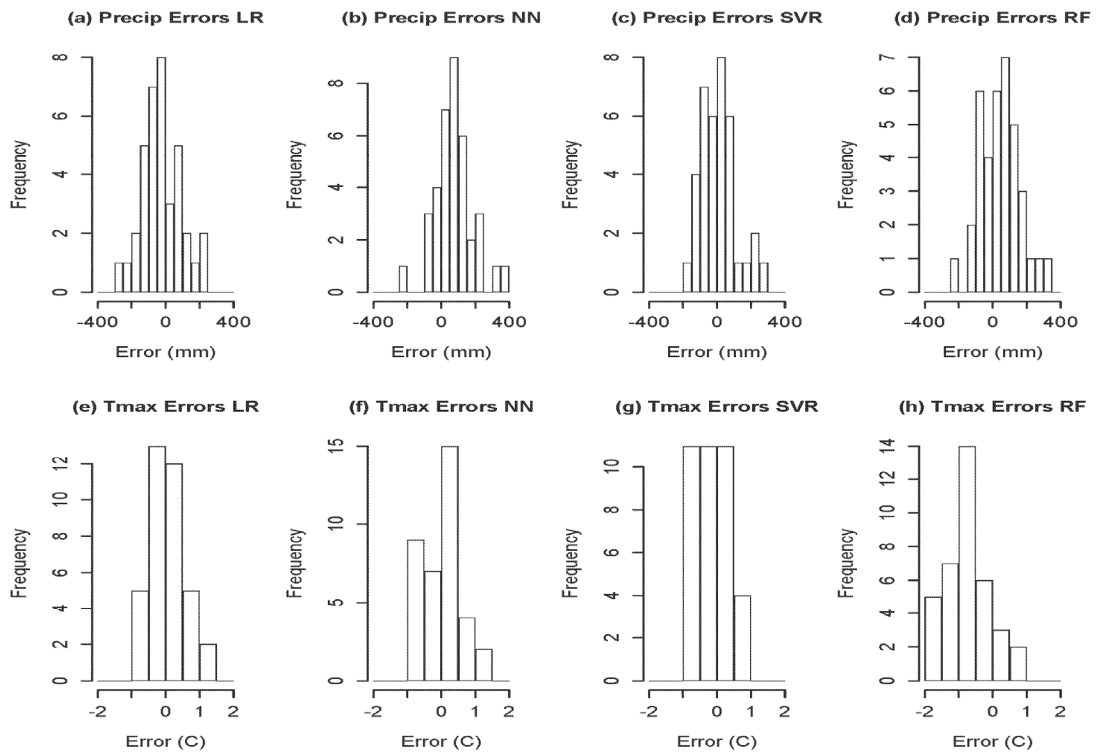 (a) Precip Errors LR
Frequency
0 2 4 6 8
-400 0 400
Error (mm)
(b) Precip Errors NN
Frequency
0 2 4 6 8
-400 0 400
Error (mm)
(c) Precip Errors SVR
Frequency
0 2 4 6 8
-400 0 400
Error (mm)
(d) Precip Errors RF
Frequency
0 1 2 3 4 5 6 7
-400 0 400
Error (mm)
(e) Tmax Errors LR
Frequency
0 2 4 6 8 10 12
-2 0 1 2
Error (C)
(f) Tmax Errors NN
Frequency
0 5 10 15
-2 0 1 2
Error (C)
(g) Tmax Errors SVR
Frequency
0 2 4 6 8 10
-2 0 1 2
Error (C)
(h) Tmax Errors RF
Frequency
0 2 4 6 8 10 12 14
-2 0 1 2
Error (C)